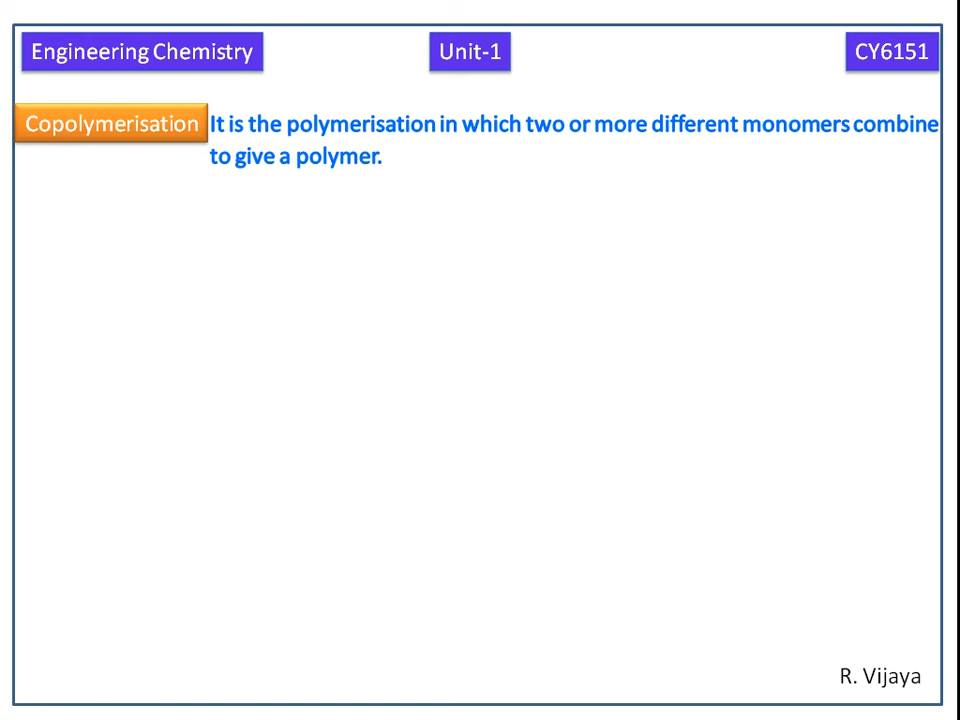 Engineering Chemistry Unit-1 CY6151
Copolymerisation It is the polymerisation in which two or more different monomers combine
to give a polymer.
R. Vijaya